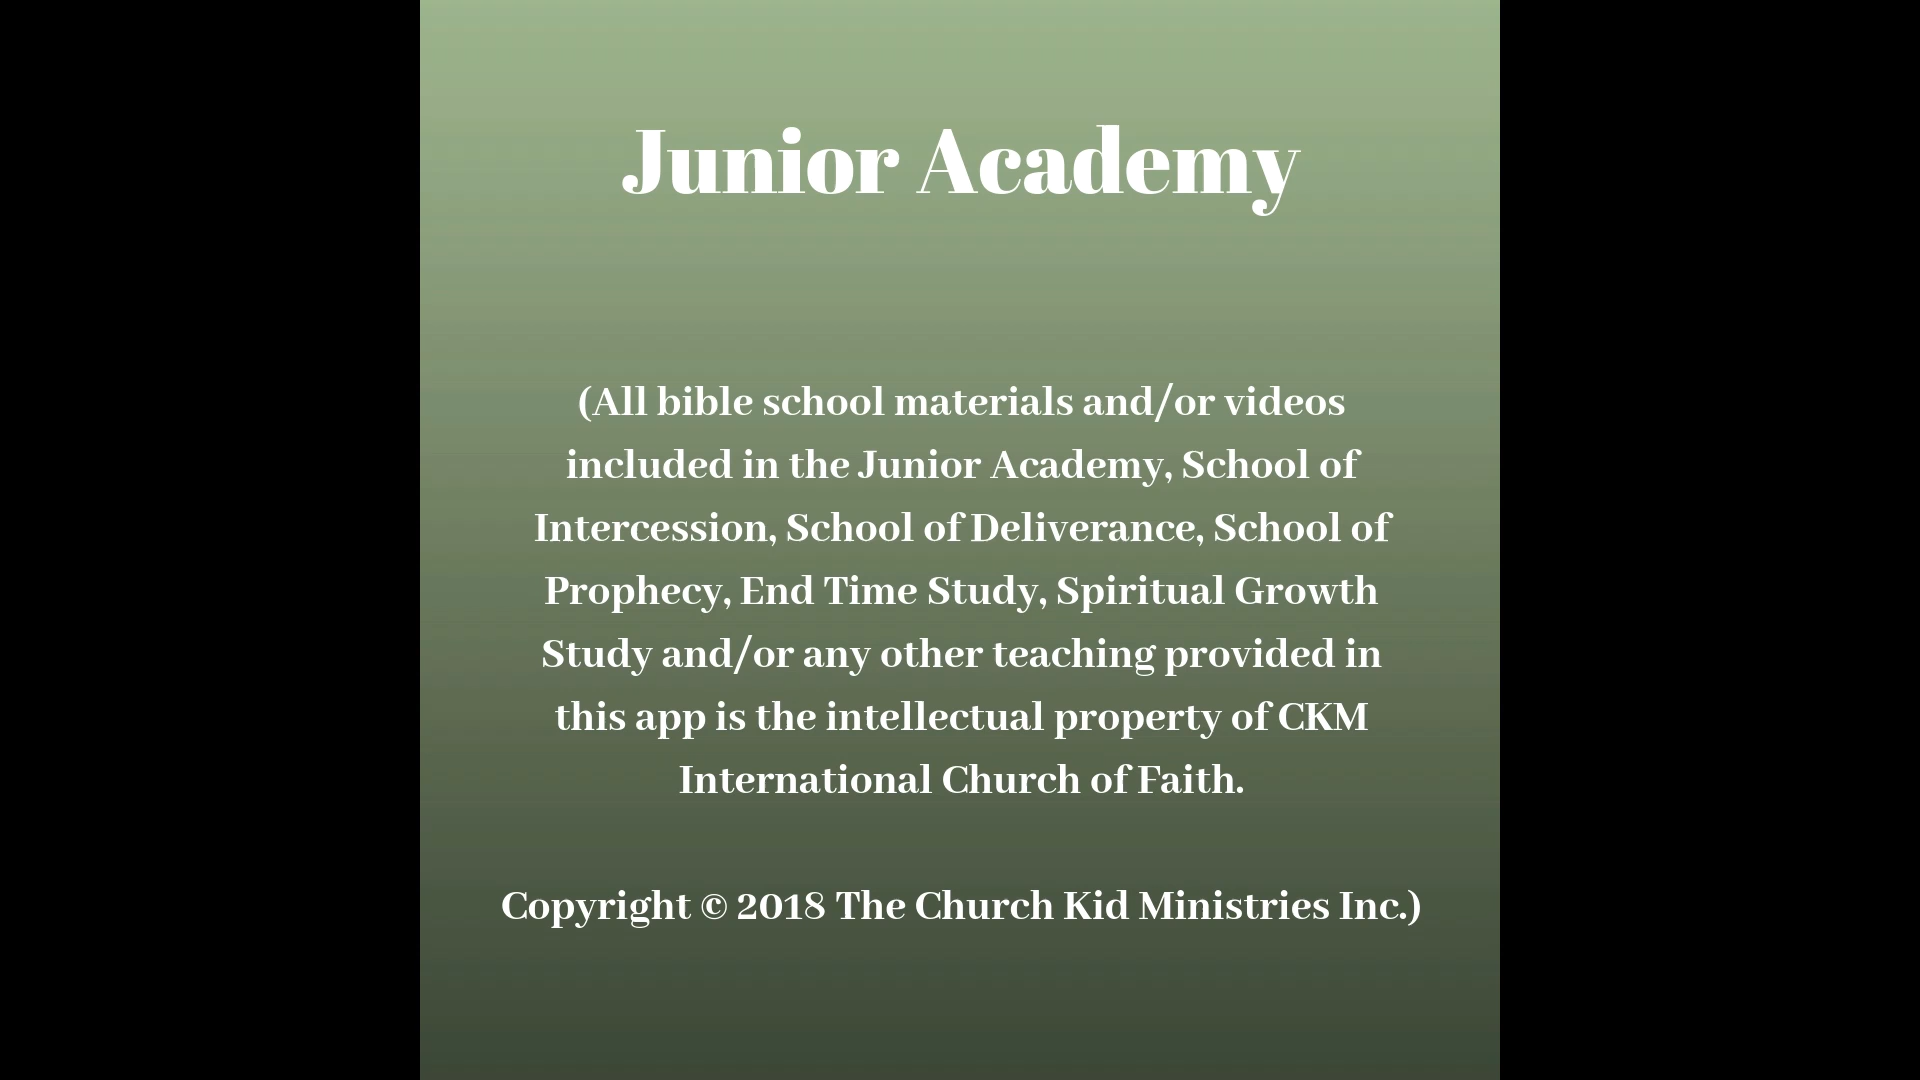 Junior Academy
(All bible school materials and/or videos
included in the Junior Academy, School of
Intercession, School of Deliverance, School of
Prophecy, End Time Study, Spiritual Growth
Study and/or any other teaching provided in
this app is the intellectual property of CKM
International Church of Faith.
Copyright © 2018 The Church Kid Ministries Inc.)